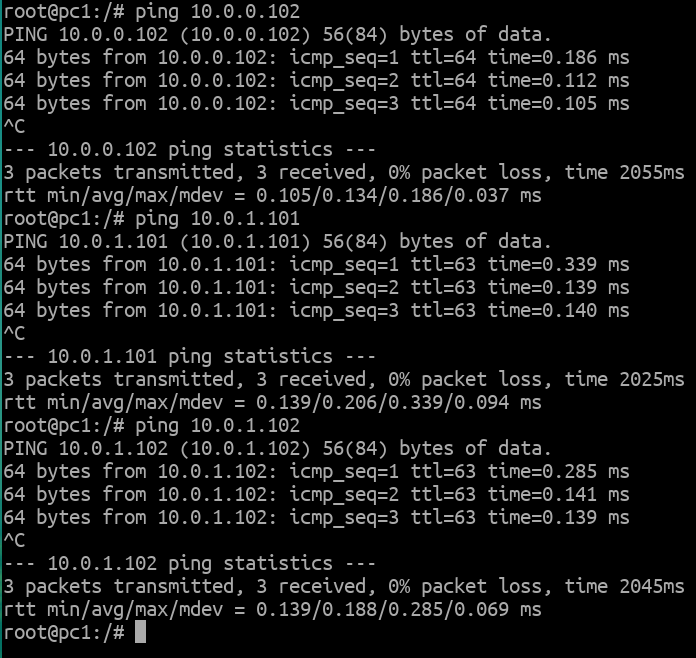 root@pc1:/# ping 10.0.0.102
PING 10.0.0.102 (10.0.0.102) 56(84) bytes of data.
64 bytes from 10.0.0.102: icmp_seq=1 ttl=64 time=0.186 ms
64 bytes from 10.0.0.102: icmp_seq=2 ttl=64 time=0.112 ms
64 bytes from 10.0.0.102: icmp_seq=3 ttl=64 time=0.105 ms
^C
--- 10.0.0.102 ping statistics ---
3 packets transmitted, 3 received, 0% packet loss, time 2055ms
rtt min/avg/max/mdev = 0.105/0.134/0.186/0.037 ms
root@pc1:/# ping 10.0.1.101
PING 10.0.1.101 (10.0.1.101) 56(84) bytes of data.
64 bytes from 10.0.1.101: icmp_seq=1 ttl=63 time=0.339 ms
64 bytes from 10.0.1.101: icmp_seq=2 ttl=63 time=0.139 ms
64 bytes from 10.0.1.101: icmp_seq=3 ttl=63 time=0.140 ms
^C
--- 10.0.1.101 ping statistics ---
3 packets transmitted, 3 received, 0% packet loss, time 2025ms
rtt min/avg/max/mdev = 0.139/0.206/0.339/0.094 ms
root@pc1:/# ping 10.0.1.102
PING 10.0.1.102 (10.0.1.102) 56(84) bytes of data.
64 bytes from 10.0.1.102: icmp_seq=1 ttl=63 time=0.285 ms
64 bytes from 10.0.1.102: icmp_seq=2 ttl=63 time=0.141 ms
64 bytes from 10.0.1.102: icmp_seq=3 ttl=63 time=0.139 ms
^C
--- 10.0.1.102 ping statistics ---
3 packets transmitted, 3 received, 0% packet loss, time 2045ms
rtt min/avg/max/mdev = 0.139/0.188/0.285/0.069 ms
root@pc1:/#